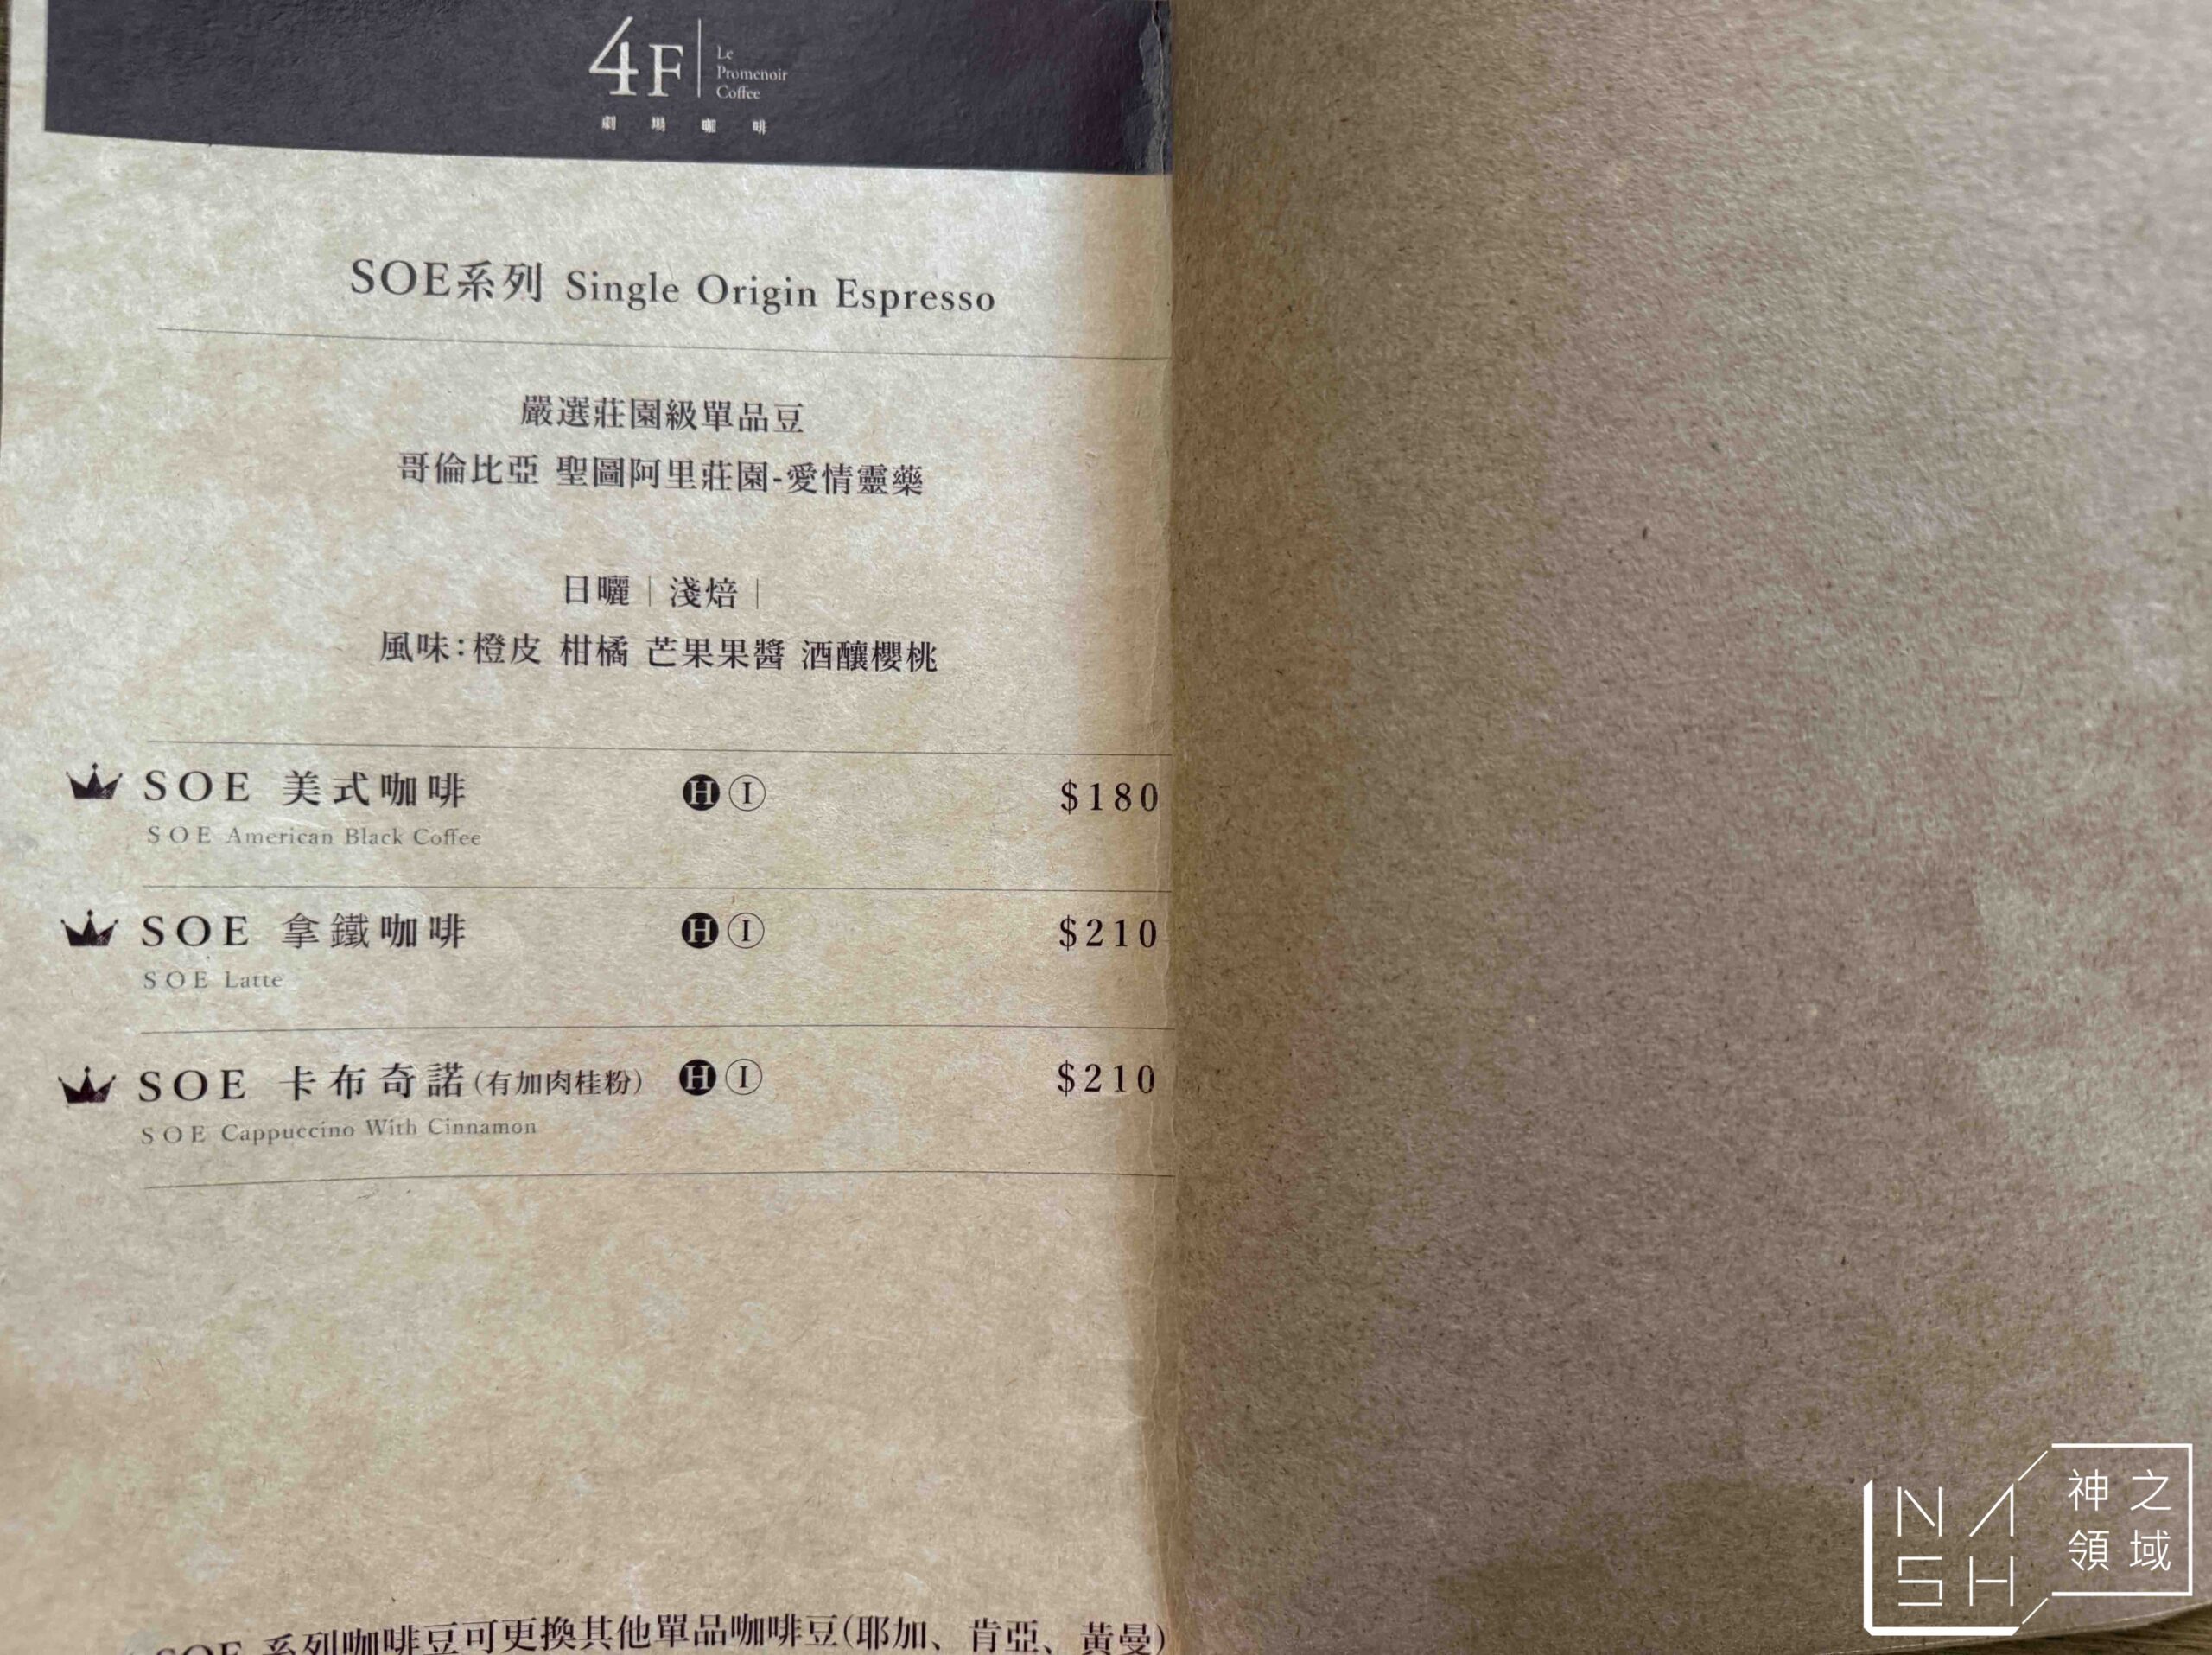 4F
Le
Promenoir
Coffee
劇場咖啡
SOE系列 Single Origin Espresso
嚴選莊園級單品豆
哥倫比亞 聖圖阿里莊園-愛情靈藥
日曬｜淺焙｜
風味：橙皮 柑橘 芒果果醬 酒釀櫻桃
SOE 美式咖啡 H I $180
SOE American Black Coffee
SOE 拿鐵咖啡 H I $210
SOE Latte
SOE 卡布奇諾(有加肉桂粉) H I $210
SOE Cappuccino With Cinnamon
SOE 系列咖啡豆可更換其他單品咖啡豆(耶加、肯亞、黃曼)
NASH
神之
領域